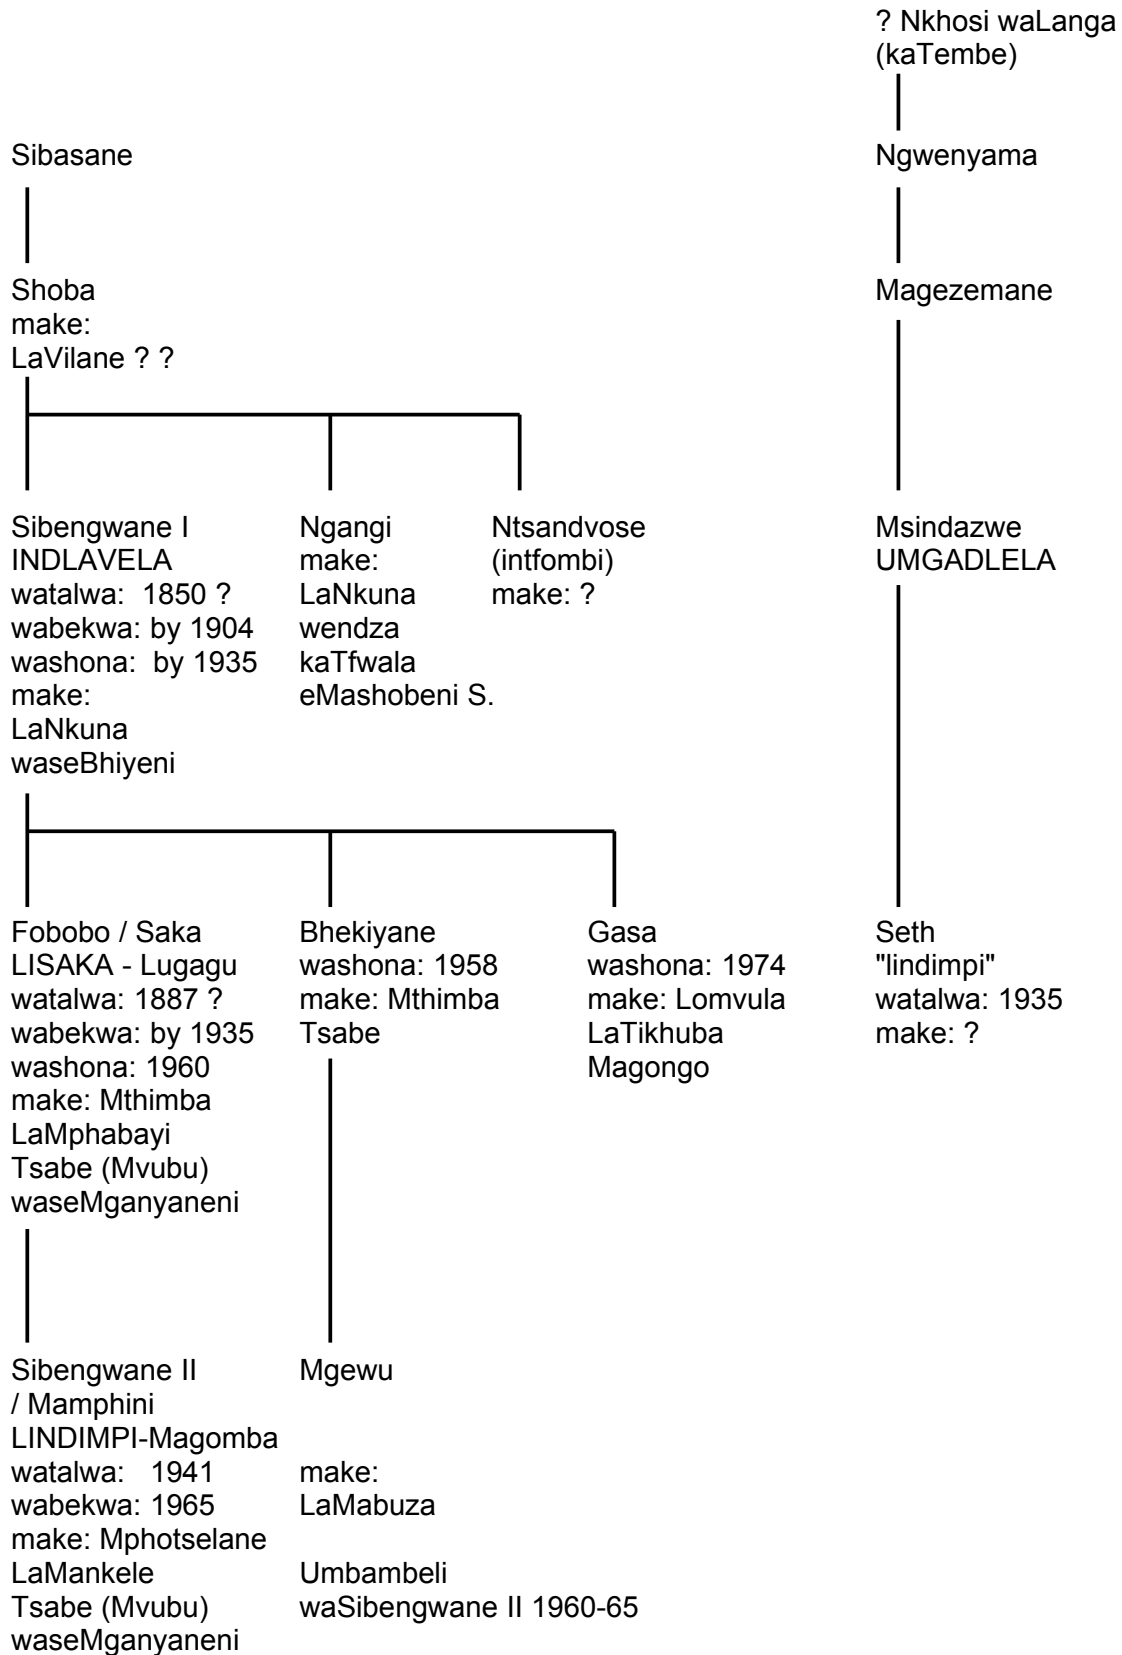 ? Nkhosi waLanga
(kaTembe)
Sibasane
Ngwenyama
Shoba
make:
LaVilane ? ?
Magezemane
Sibengwane I
INDLAVELA
watalwa: 1850 ?
wabekwa: by 1904
washona: by 1935
make:
LaNkuna
waseBhiyeni
Ngangi
make:
LaNkuna
wendza
kaTfwala
eMashobeni S.
Ntsandvose
(intfombi)
make: ?
Msindazwe
UMGADLELA
Fobobo / Saka
LISAKA - Lugagu
watalwa: 1887 ?
wabekwa: by 1935
washona: 1960
make: Mthimba
LaMphabayi
Tsabe (Mvubu)
waseMganyaneni
Bhekiyane
washona: 1958
make: Mthimba
Tsabe
Gasa
washona: 1974
make: Lomvula
LaTikhuba
Magongo
Seth
"lindimpi"
watalwa: 1935
make: ?
Sibengwane II
/ Mamphini
LINDIMPI-Magomba
watalwa: 1941
wabekwa: 1965
make: Mphotselane
LaMankele
Tsabe (Mvubu)
waseMganyaneni
Mgewu
make:
LaMabuza
Umbambeli
waSibengwane II 1960-65